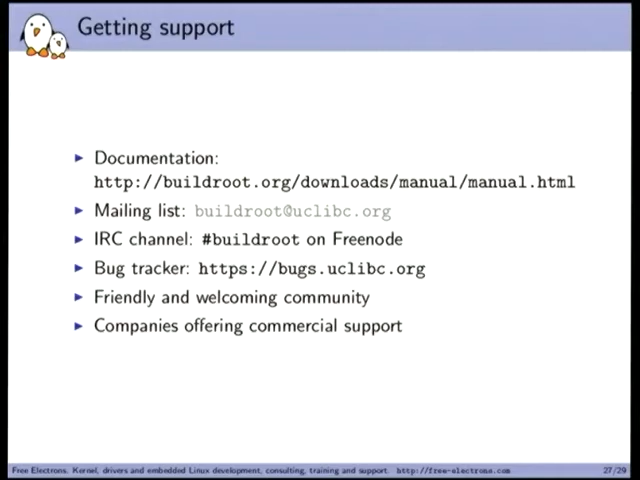 Getting support
Documentation:
http://buildroot.org/downloads/manual/manual.html
Mailing list: buildroot@uclibc.org
IRC channel: #buildroot on Freenode
Bug tracker: https://bugs.uclibc.org
Friendly and welcoming community
Companies offering commercial support
Free Electrons. Kernel, drivers and embedded Linux development, consulting, training and support. http://free-electrons.com 27/29